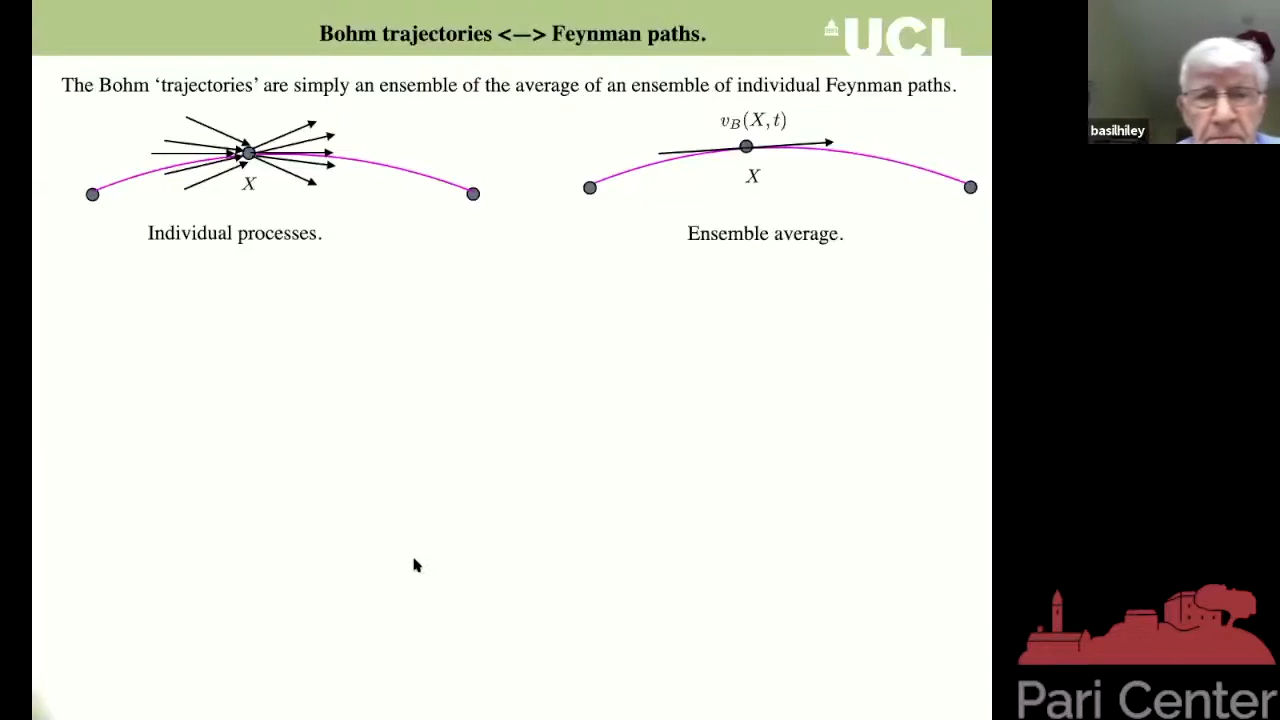 Bohm trajectories <—> Feynman paths.
UCL
basilhiley
The Bohm ‘trajectories’ are simply an ensemble of the average of an ensemble of individual Feynman paths.
v_B(X, t)
X
X
Individual processes.
Ensemble average.
Pari Center